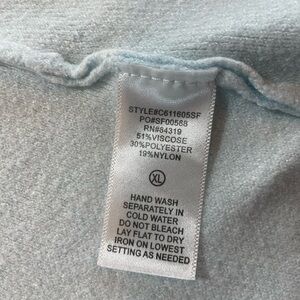 STYLE#C611605SF
PO#SF00568
RN#84319
51%VISCOSE
30%POLYESTER
19%NYLON
XL
HAND WASH
SEPARATELY IN
COLD WATER
DO NOT BLEACH
LAY FLAT TO DRY
IRON ON LOWEST
SETTING AS NEEDED